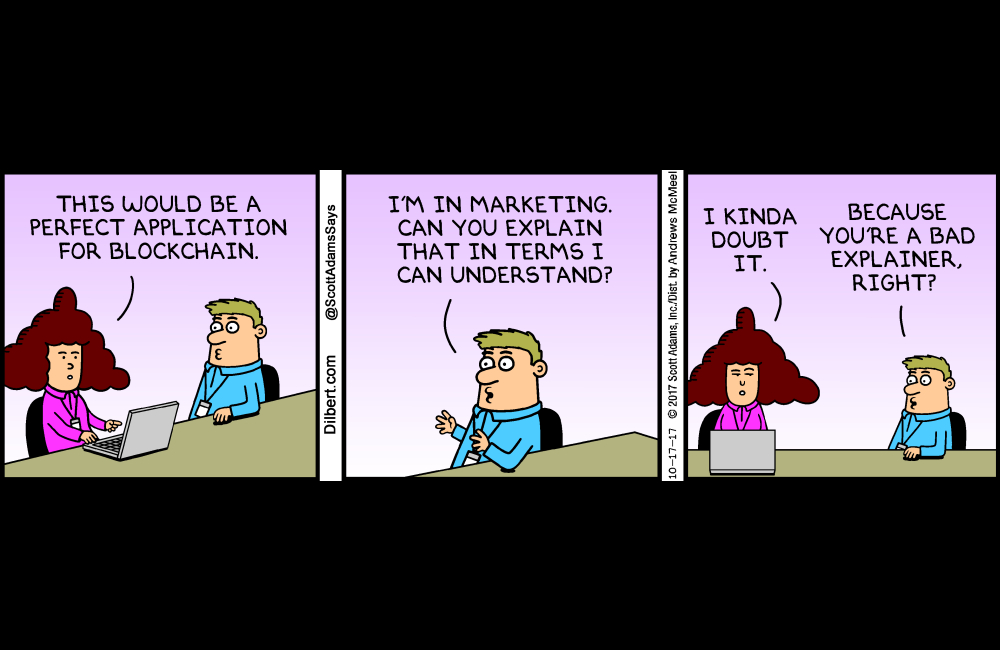 THIS WOULD BE A
PERFECT APPLICATION
FOR BLOCKCHAIN.
Dilbert.com @ScottAdamsSays
I'M IN MARKETING.
CAN YOU EXPLAIN
THAT IN TERMS I
CAN UNDERSTAND?
10-17-17 © 2017 Scott Adams, Inc./Dist. by Andrews McMeel
I KINDA
DOUBT
IT.
BECAUSE
YOU'RE A BAD
EXPLAINER,
RIGHT?